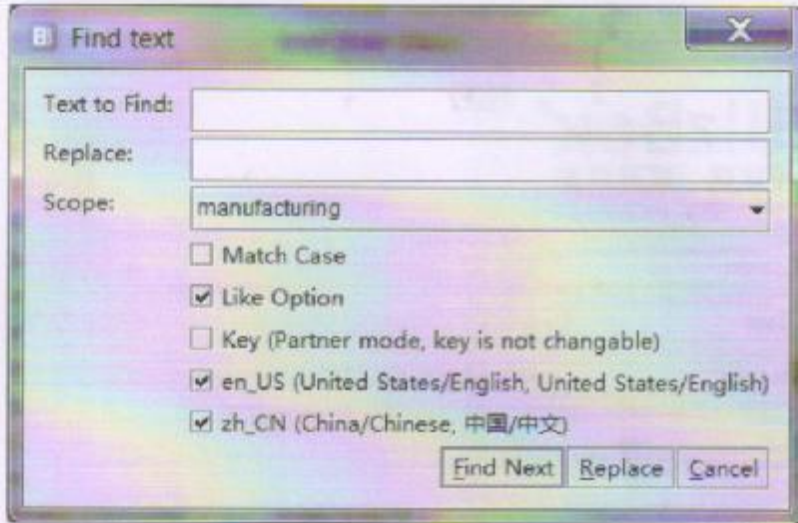 Find text
Text to Find:
Replace:
Scope: manufacturing
Match Case
Like Option
Key (Partner mode, key is not changable)
en_US (United States/English, United States/English)
zh_CN (China/Chinese, 中国/中文)
Find Next Replace Cancel